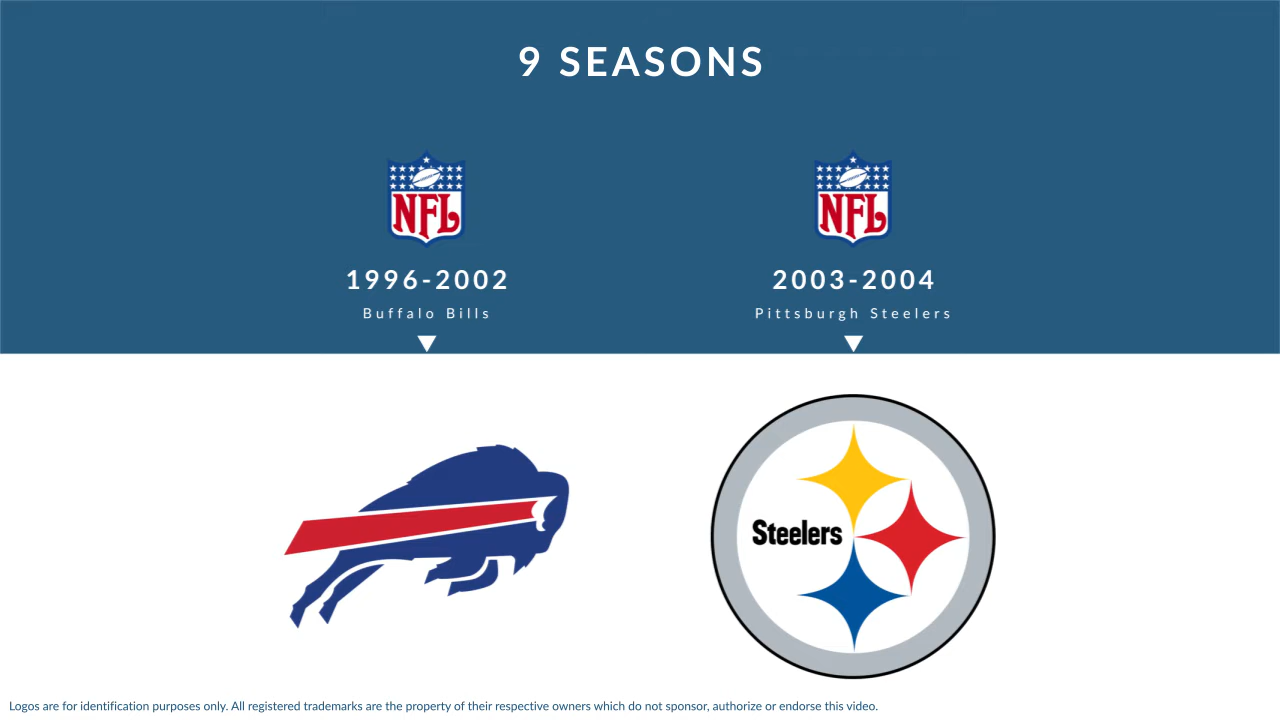 9 SEASONS
NFL
NFL
1996-2002
2003-2004
Buffalo Bills
Pittsburgh Steelers
Steelers
Logos are for identification purposes only. All registered trademarks are the property of their respective owners which do not sponsor, authorize or endorse this video.